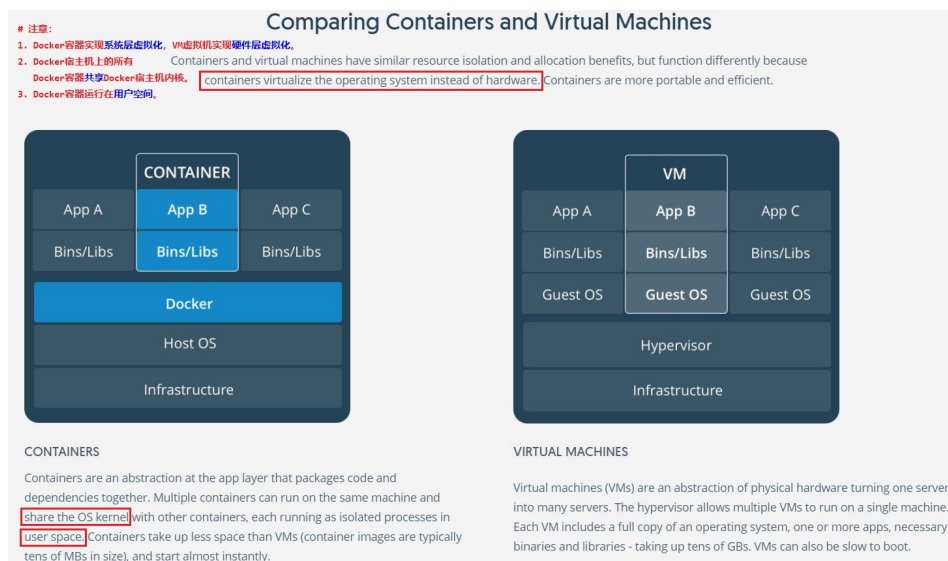 Comparing Containers and Virtual Machines
# 注意:
1. Docker容器实现系统层虚拟化, VM虚拟机实现硬件层虚拟化。
2. Docker宿主机上的所有
Docker容器共享Docker宿主机内核。
3. Docker容器运行在用户空间。
Containers and virtual machines have similar resource isolation and allocation benefits, but function differently because
containers virtualize the operating system instead of hardware. Containers are more portable and efficient.
CONTAINER
App A App B App C
Bins/Libs Bins/Libs Bins/Libs
Docker
Host OS
Infrastructure
VM
App A App B App C
Bins/Libs Bins/Libs Bins/Libs
Guest OS Guest OS Guest OS
Hypervisor
Infrastructure
CONTAINERS
Containers are an abstraction at the app layer that packages code and
dependencies together. Multiple containers can run on the same machine and
share the OS kernel with other containers, each running as isolated processes in
user space. Containers take up less space than VMs (container images are typically
tens of MBs in size), and start almost instantly.
VIRTUAL MACHINES
Virtual machines (VMs) are an abstraction of physical hardware turning one server
into many servers. The hypervisor allows multiple VMs to run on a single machine.
Each VM includes a full copy of an operating system, one or more apps, necessary
binaries and libraries - taking up tens of GBs. VMs can also be slow to boot.